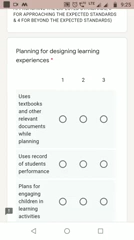 9:23
FOR APPROACHING THE EXPECTED STANDARDS
& 4 FOR BEYOND THE EXPECTED STANDARDS)
Planning for designing learning
experiences *
1 2 3
Uses
textbooks
and other
relevant
documents
while
planning
Uses record
of students
performance
Plans for
engaging
children in
learning
activities